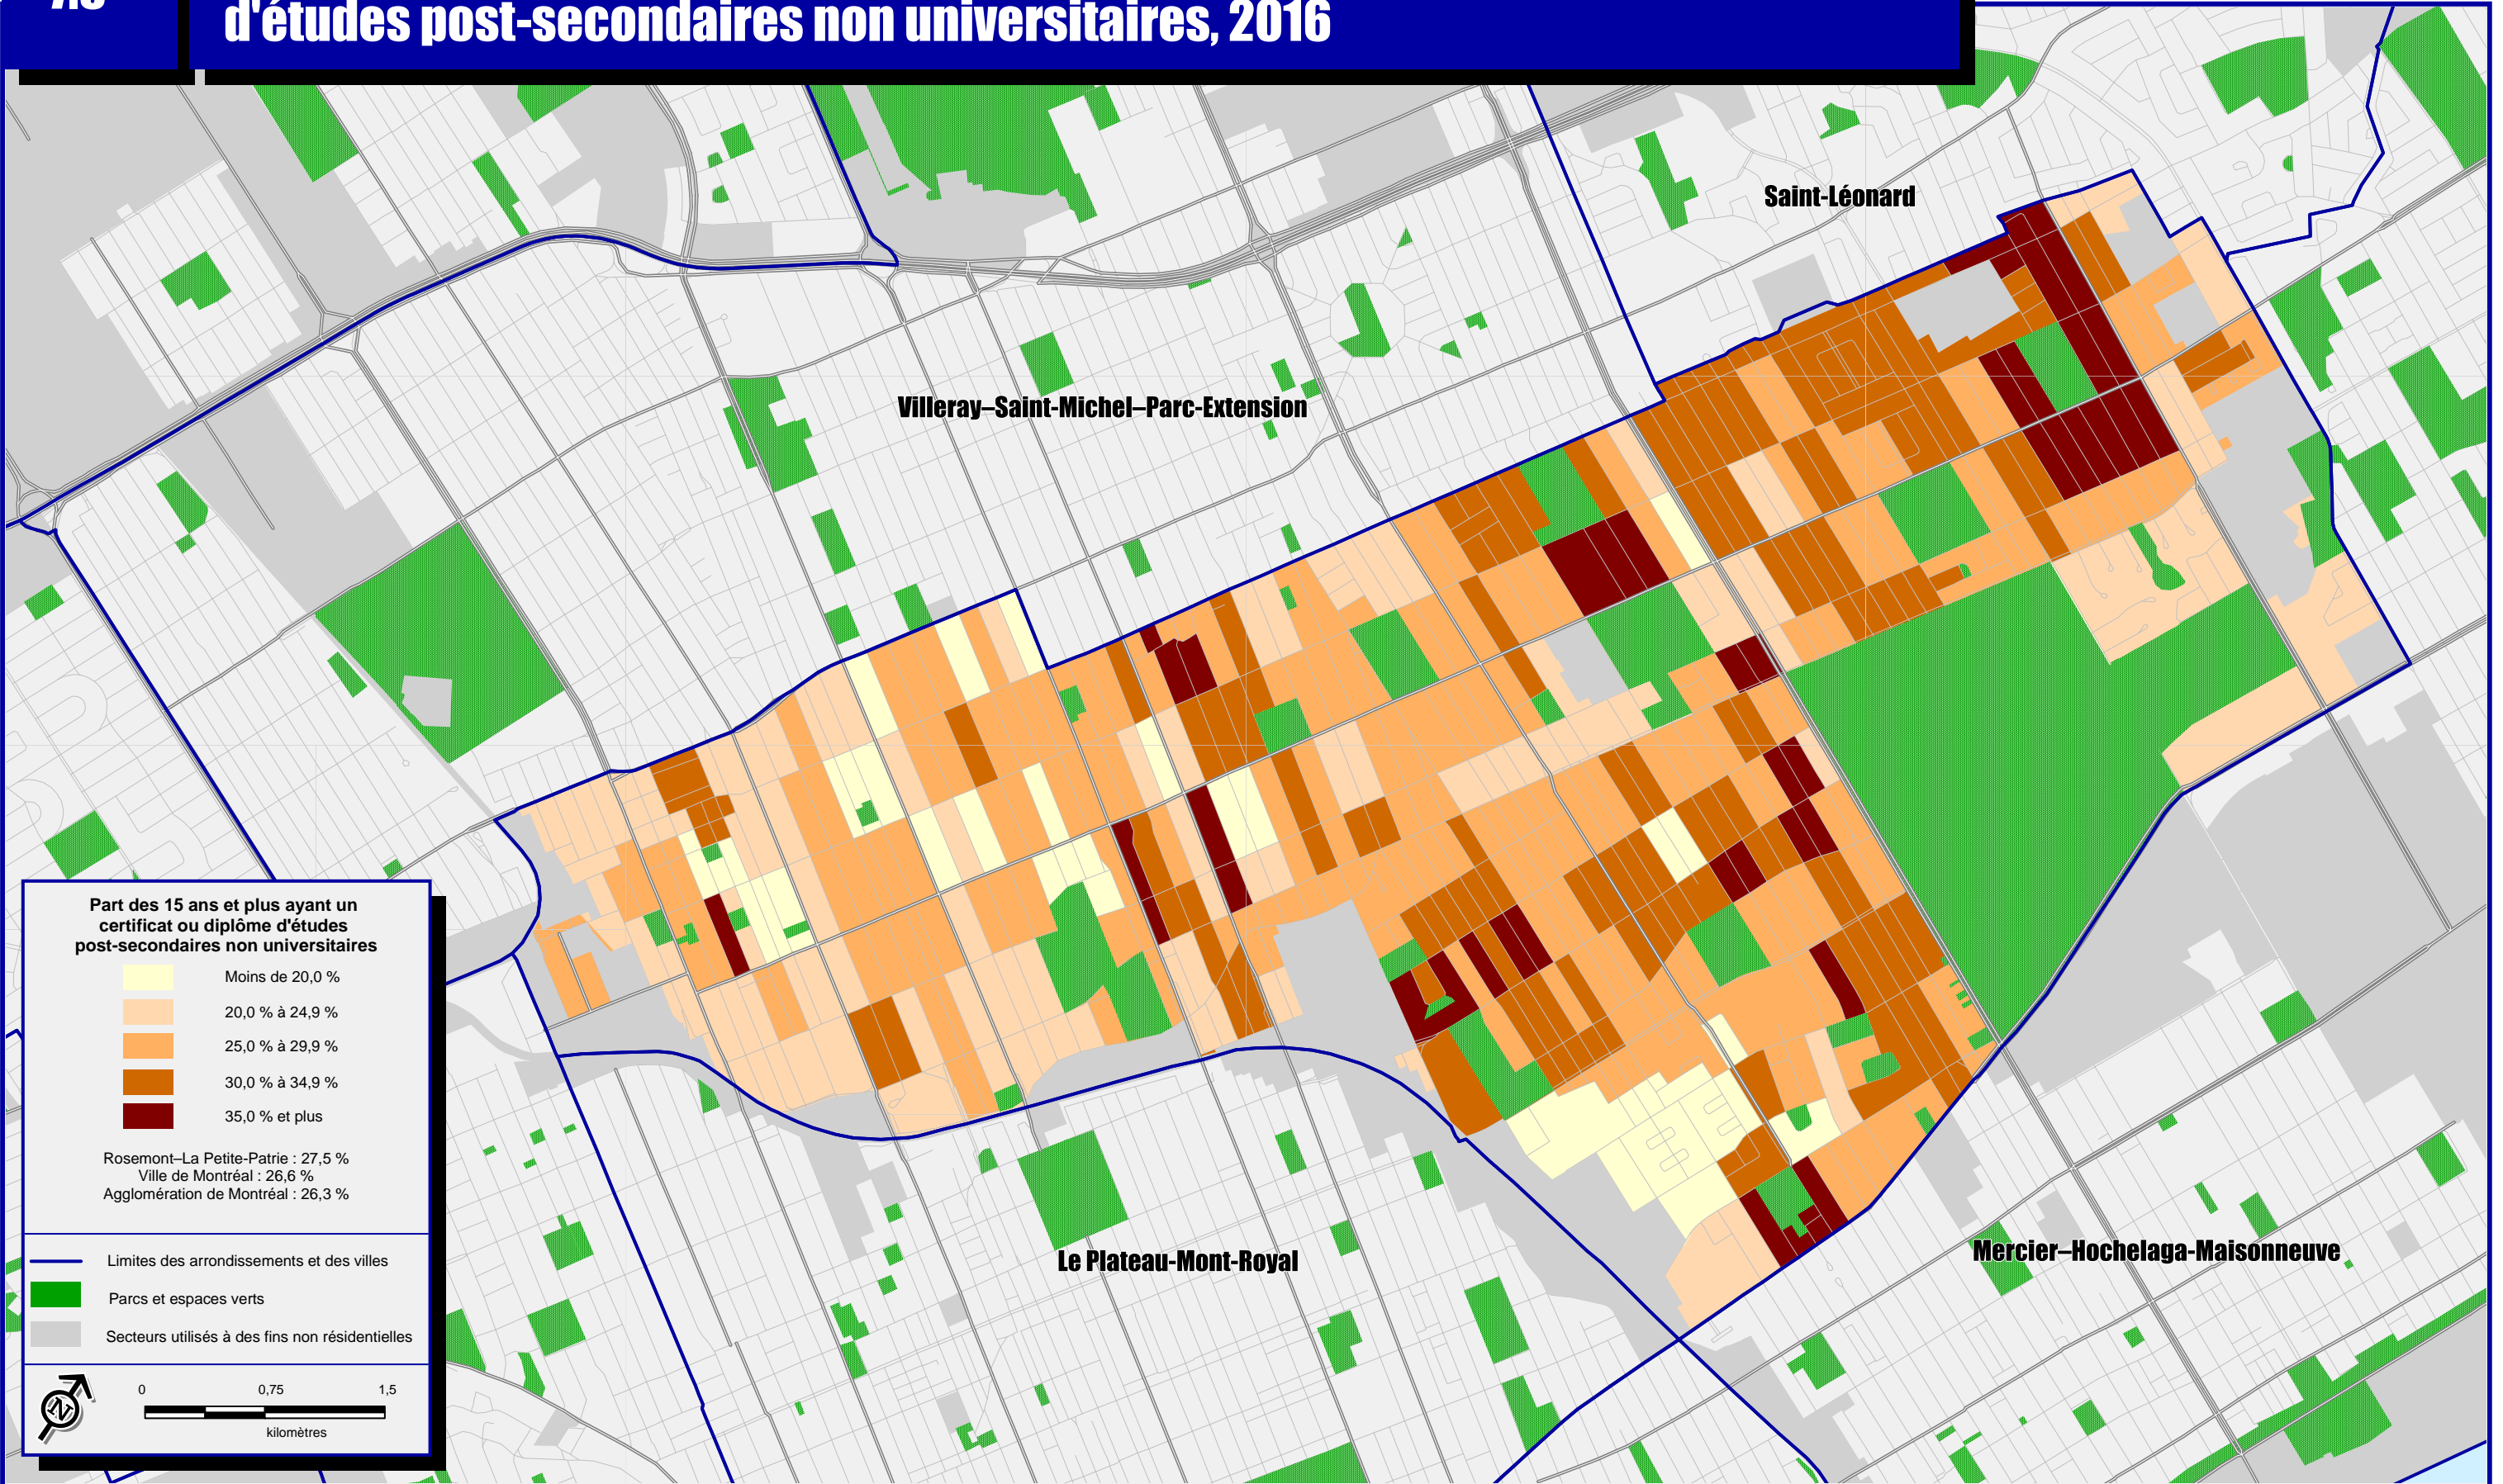 d'études post-secondaires non universitaires, 2016
Saint-Léonard
Villeray–Saint-Michel–Parc-Extension
Part des 15 ans et plus ayant un
certificat ou diplôme d'études
post-secondaires non universitaires
Moins de 20,0 %
20,0 % à 24,9 %
25,0 % à 29,9 %
30,0 % à 34,9 %
35,0 % et plus
Rosemont–La Petite-Patrie : 27,5 %
Ville de Montréal : 26,6 %
Agglomération de Montréal : 26,3 %
Le Plateau-Mont-Royal
Mercier–Hochelaga-Maisonneuve
Limites des arrondissements et des villes
Parcs et espaces verts
Secteurs utilisés à des fins non résidentielles
N
0 0,75 1,5
kilomètres